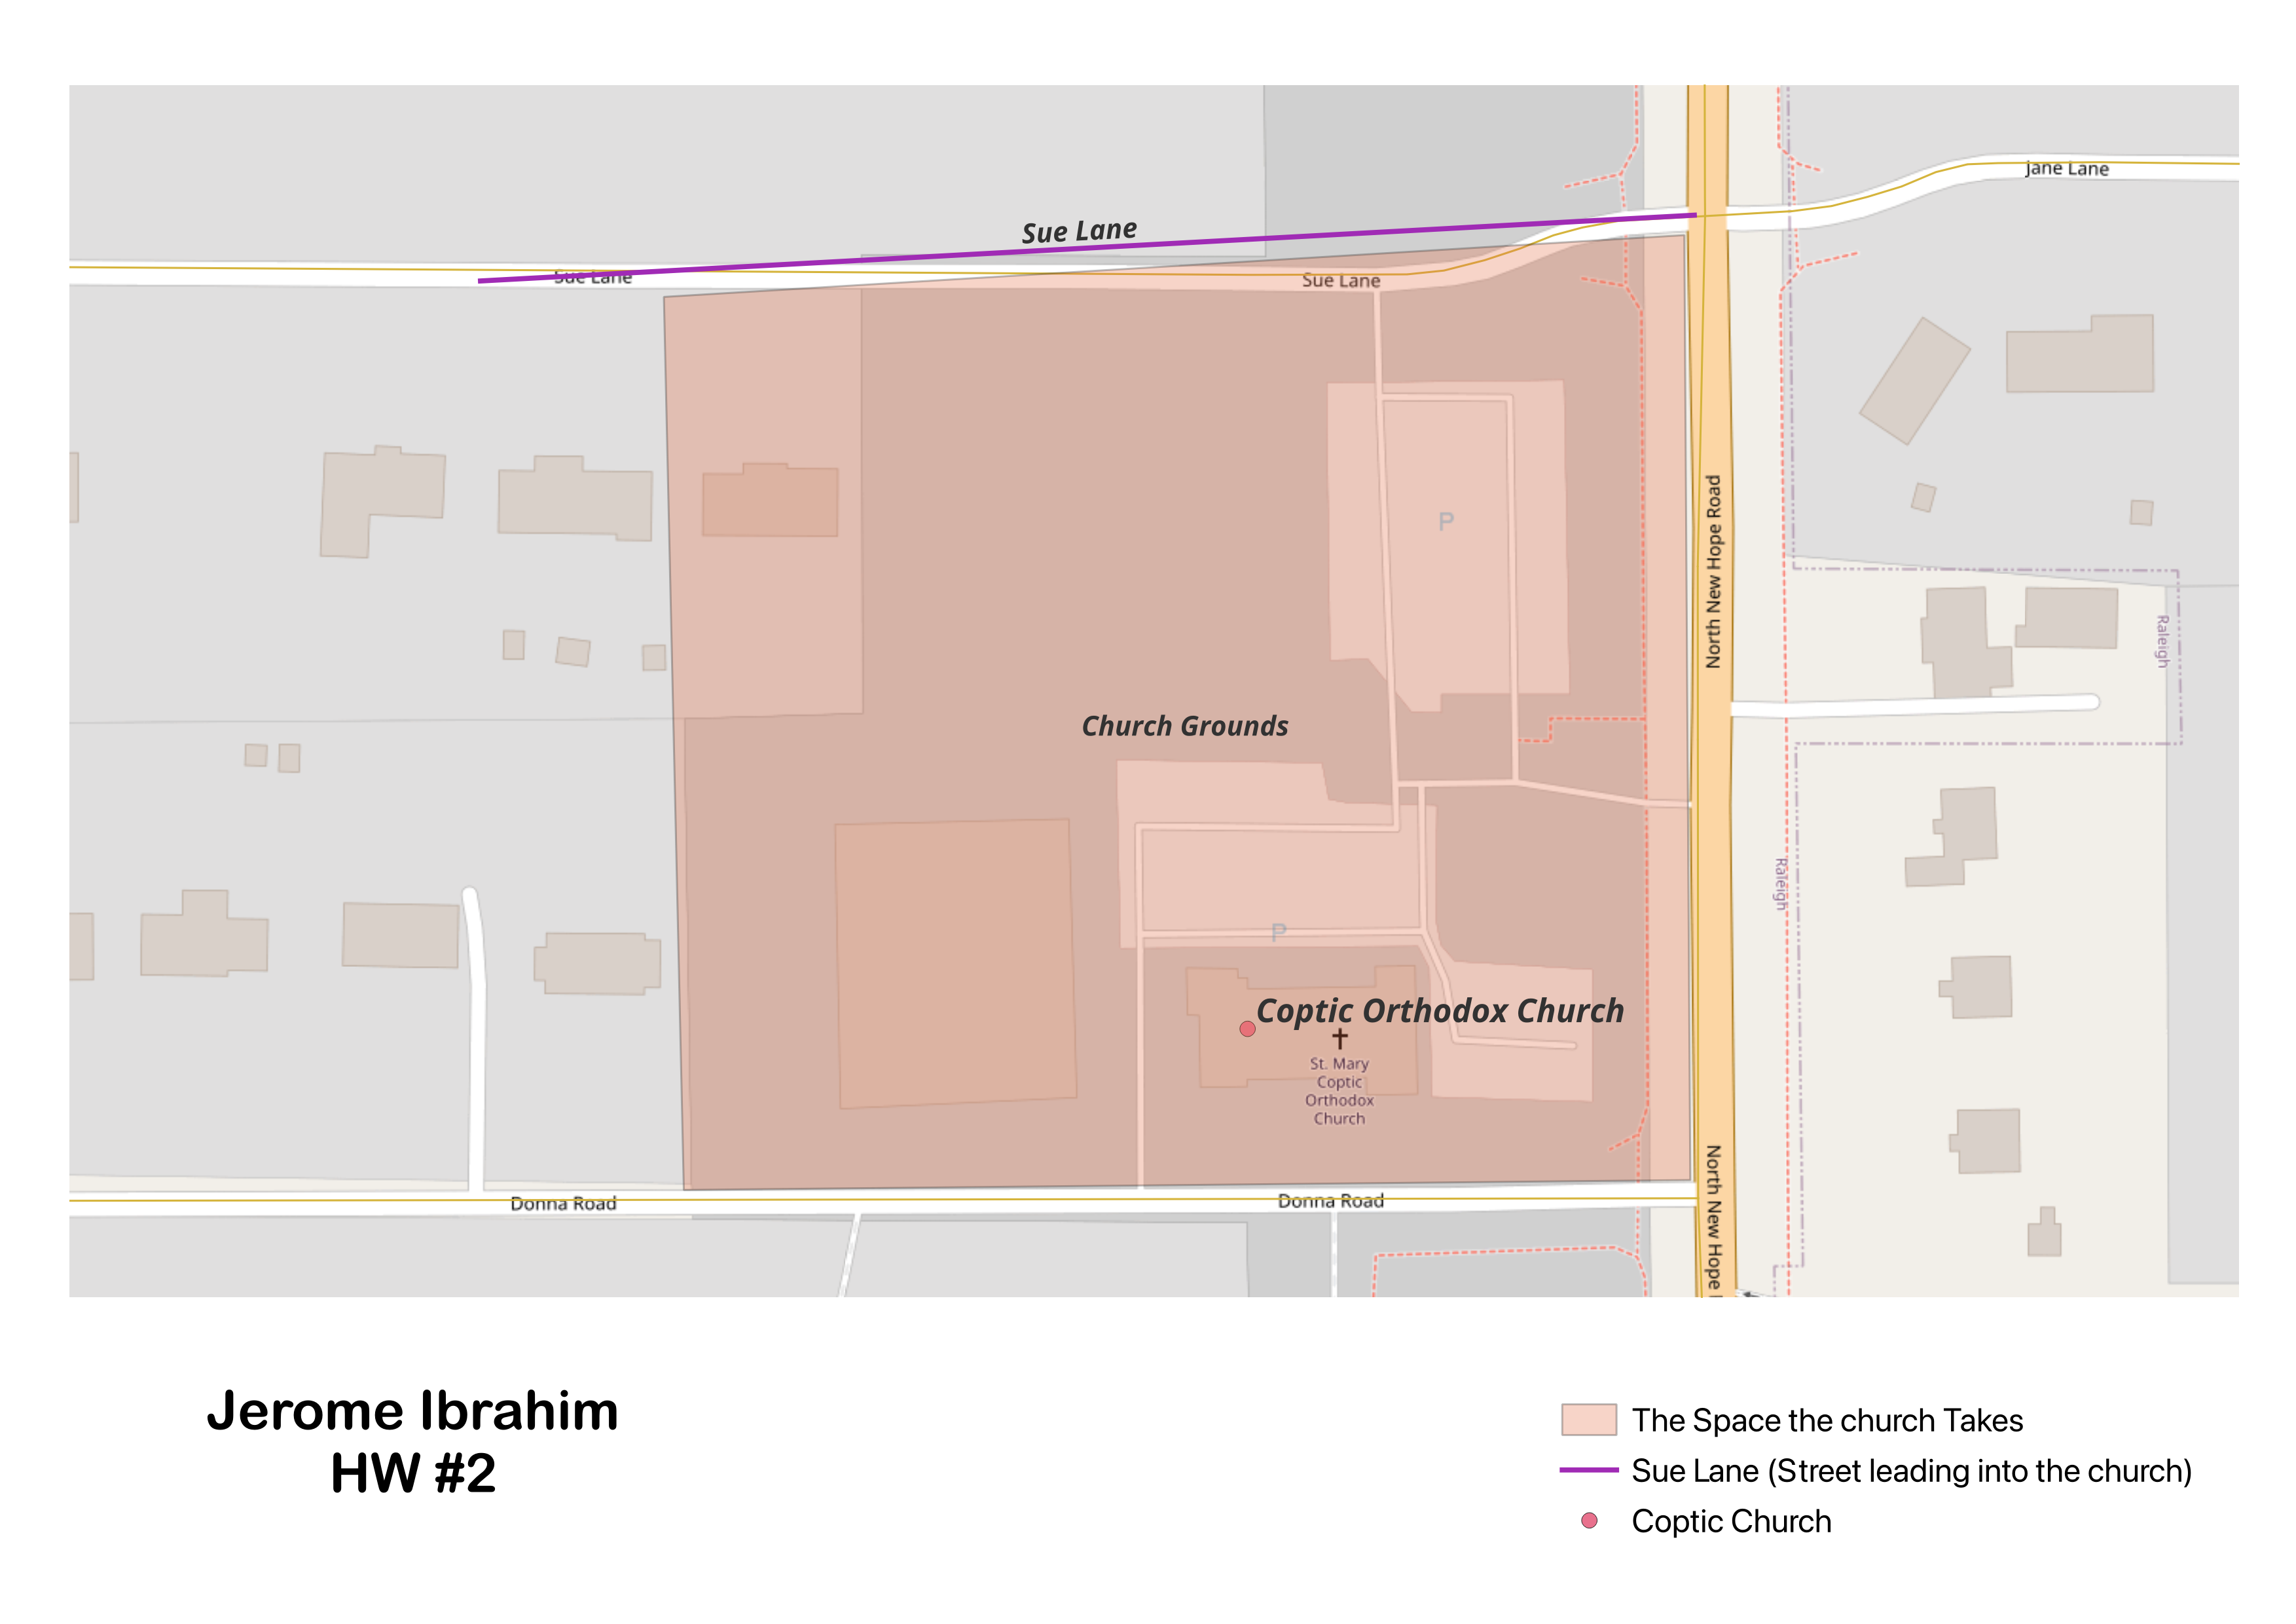 Jane Lane
Sue Lane
Sue Lane
Sue Lane
North New Hope Road
P
Raleigh
Church Grounds
Raleigh
P
Coptic Orthodox Church
St. Mary
Coptic
Orthodox
Church
Donna Road
Donna Road
North New Hope
Jerome Ibrahim
HW #2
The Space the church Takes
Sue Lane (Street leading into the church)
Coptic Church